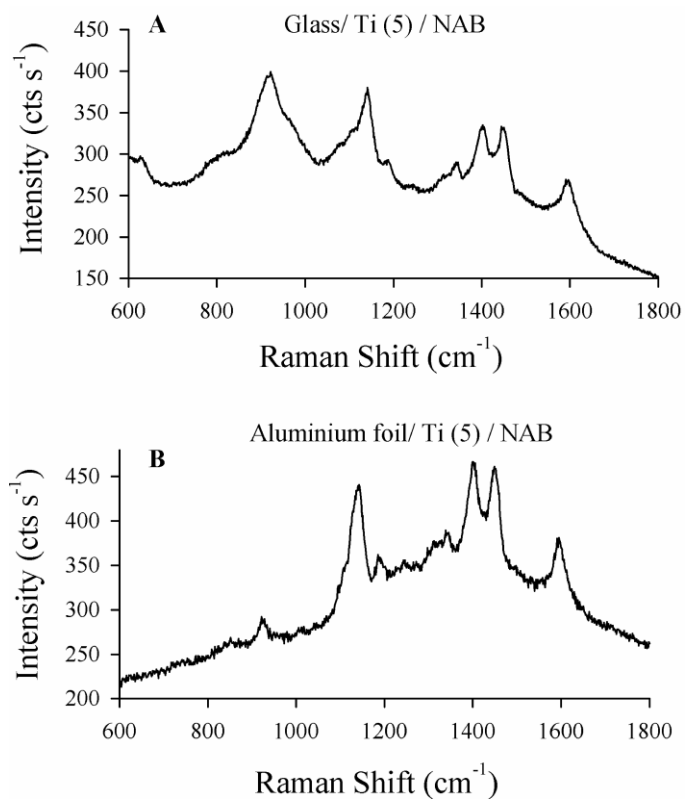 A Glass/ Ti (5) / NAB
450
400
350
300
250
200
150
Intensity (cts s⁻¹)
600 800 1000 1200 1400 1600 1800
Raman Shift (cm⁻¹)
B Aluminium foil/ Ti (5) / NAB
450
400
350
300
250
200
Intensity (cts s⁻¹)
600 800 1000 1200 1400 1600 1800
Raman Shift (cm⁻¹)